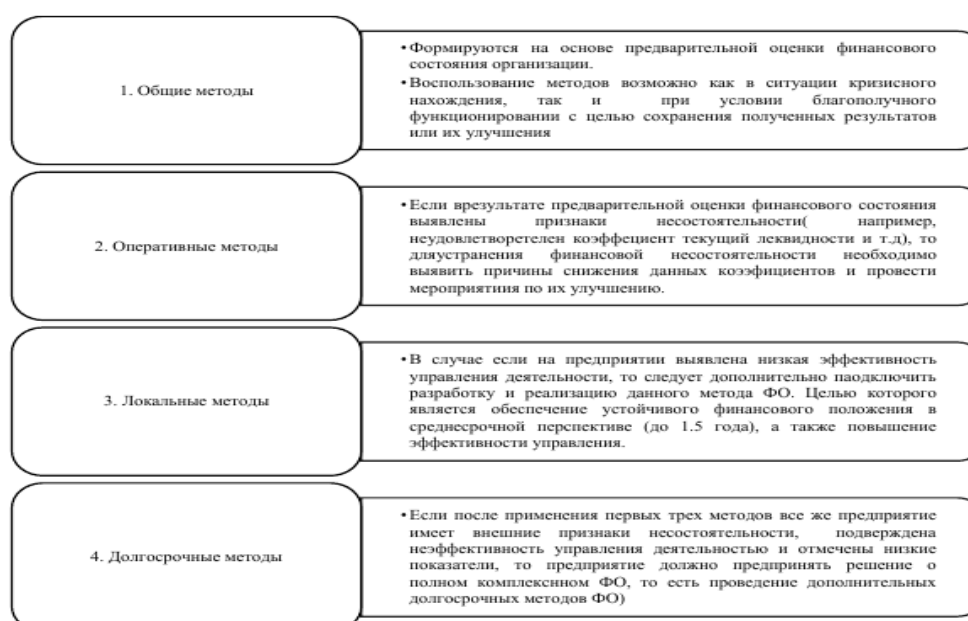 1. Общие методы
•Формируются на основе предварительной оценки финансового
состояния организации.
•Воспользование методов возможно как в ситуации кризисного
нахождения, так и при условии благополучного
функционировании с целью сохранения полученных результатов
или их улучшения
2. Оперативные методы
•Если врезультате предварительной оценки финансового состояния
выявлены признаки несостоятельности( например,
неудовлетворетелен коэффециент текущий леквидности и т.д), то
дляустранения финансовой несостоятельности необходимо
выявить причины снижения данных коээфициентов и провести
мероприятиия по их улучшению.
3. Локальные методы
•В случае если на предприятии выявлена низкая эффективность
управления деятельности, то следует дополнительно паодключить
разработку и реализацию данного метода ФО. Целью которого
является обеспечение устойчивого финансового положения в
среднесрочной перспективе (до 1.5 года), а также повышение
эффективности управления.
4. Долгосрочные методы
•Если после применения первых трех методов все же предприятие
имеет внешние признаки несостоятельности, подверждена
неэффективность управления деятельностью и отмечены низкие
показатели, то предприятие должно предпринять решение о
полном комплекснном ФО, то есть проведение дополнительных
долгосрочных методов ФО)